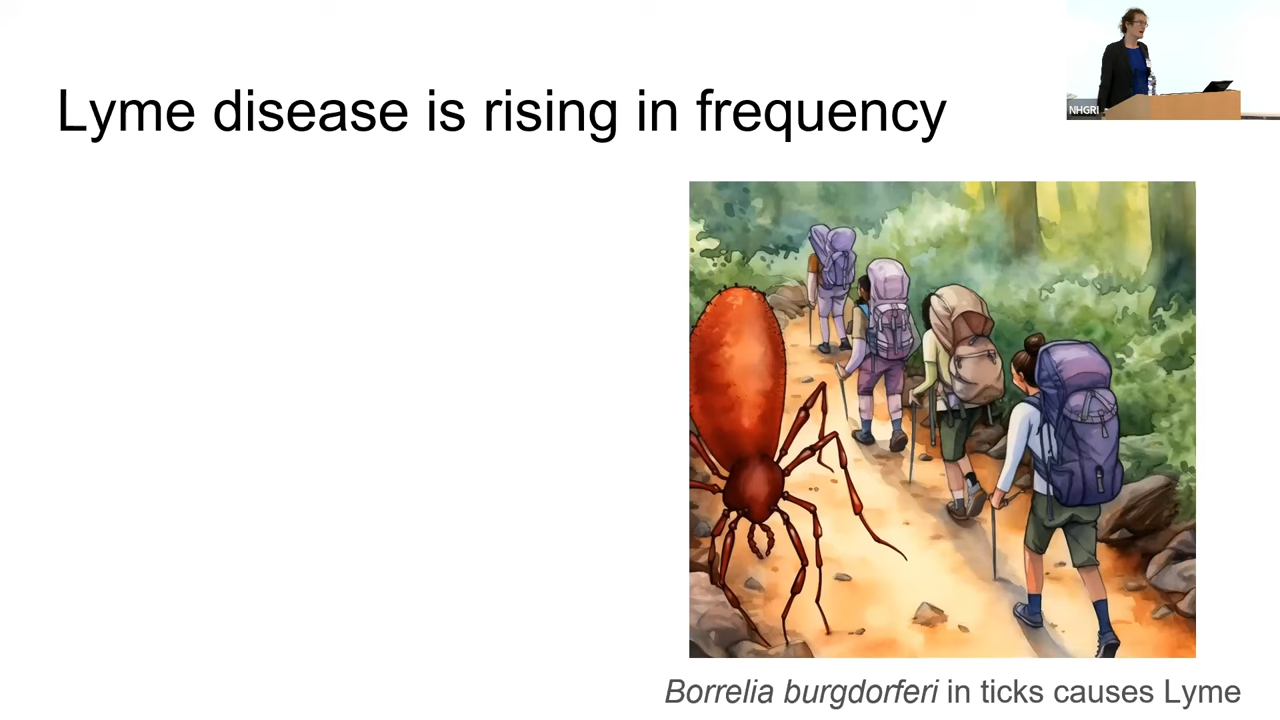 Lyme disease is rising in frequency
NHGRI
Borrelia burgdorferi in ticks causes Lyme